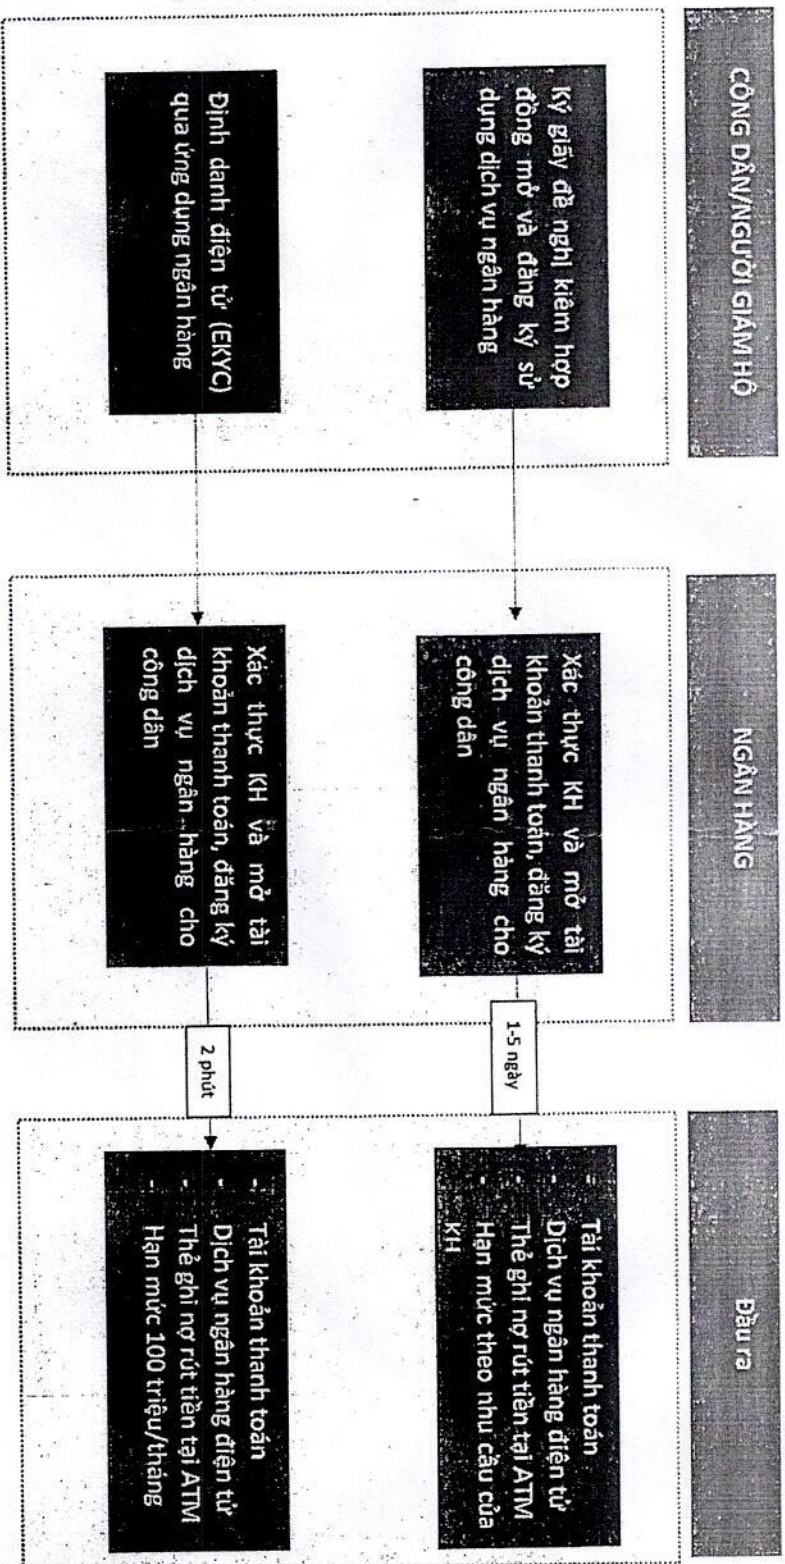 CÔNG DÂN/NGƯỜI GIÁM HỘ
NGÂN HÀNG
Đầu ra
Ký giấy đề nghị kiêm hợp
đồng mở và đăng ký sử
dụng dịch vụ ngân hàng
Xác thực KH và mở tài
khoản thanh toán, đăng ký
dịch vụ ngân hàng cho
công dân
1-5 ngày
- Tài khoản thanh toán
- Dịch vụ ngân hàng điện tử
- Thẻ ghi nợ rút tiền tại ATM
- Hạn mức theo nhu cầu của
KH
Định danh điện tử (EKYC)
qua ứng dụng ngân hàng
Xác thực KH và mở tài
khoản thanh toán, đăng ký
dịch vụ ngân hàng cho
công dân
2 phút
- Tài khoản thanh toán
- Dịch vụ ngân hàng điện tử
- Thẻ ghi nợ rút tiền tại ATM
- Hạn mức 100 triệu/tháng